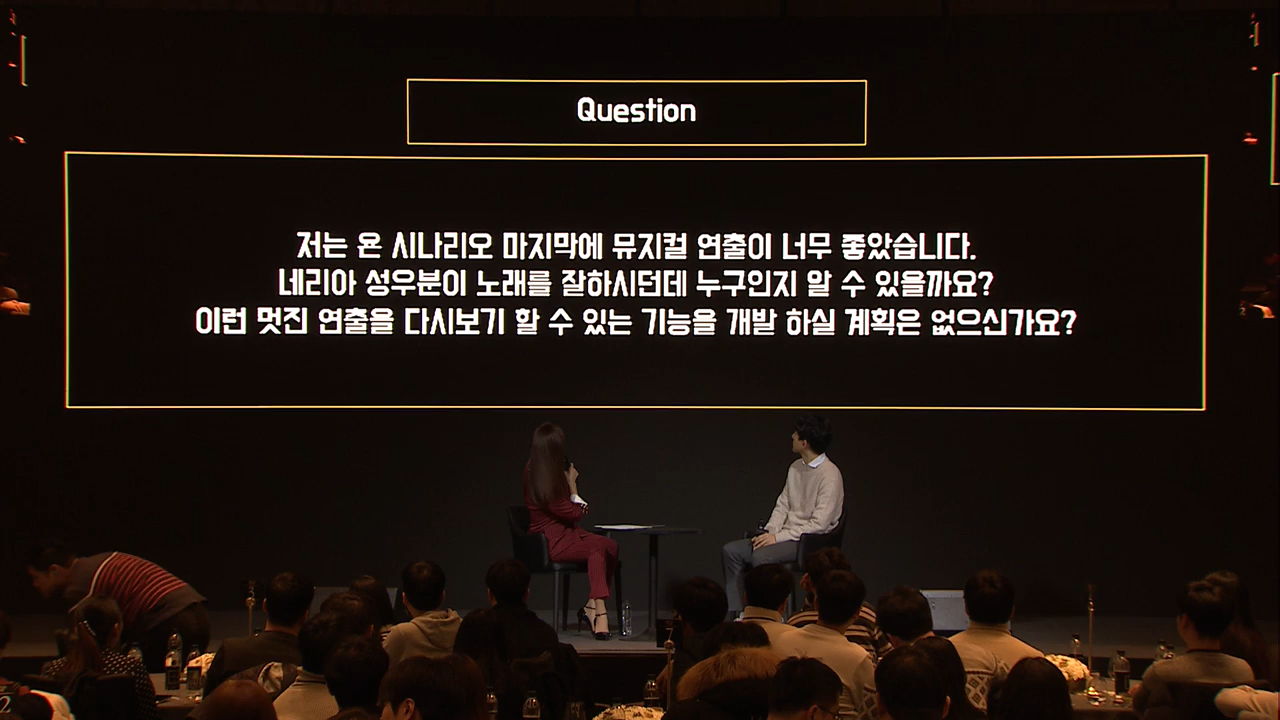 Question
저는 욘 시나리오 마지막에 뮤지컬 연출이 너무 좋았습니다.
네리아 성우분이 노래를 잘하시던데 누구인지 알 수 있을까요?
이런 멋진 연출을 다시보기 할 수 있는 기능을 개발 하실 계획은 없으신가요?